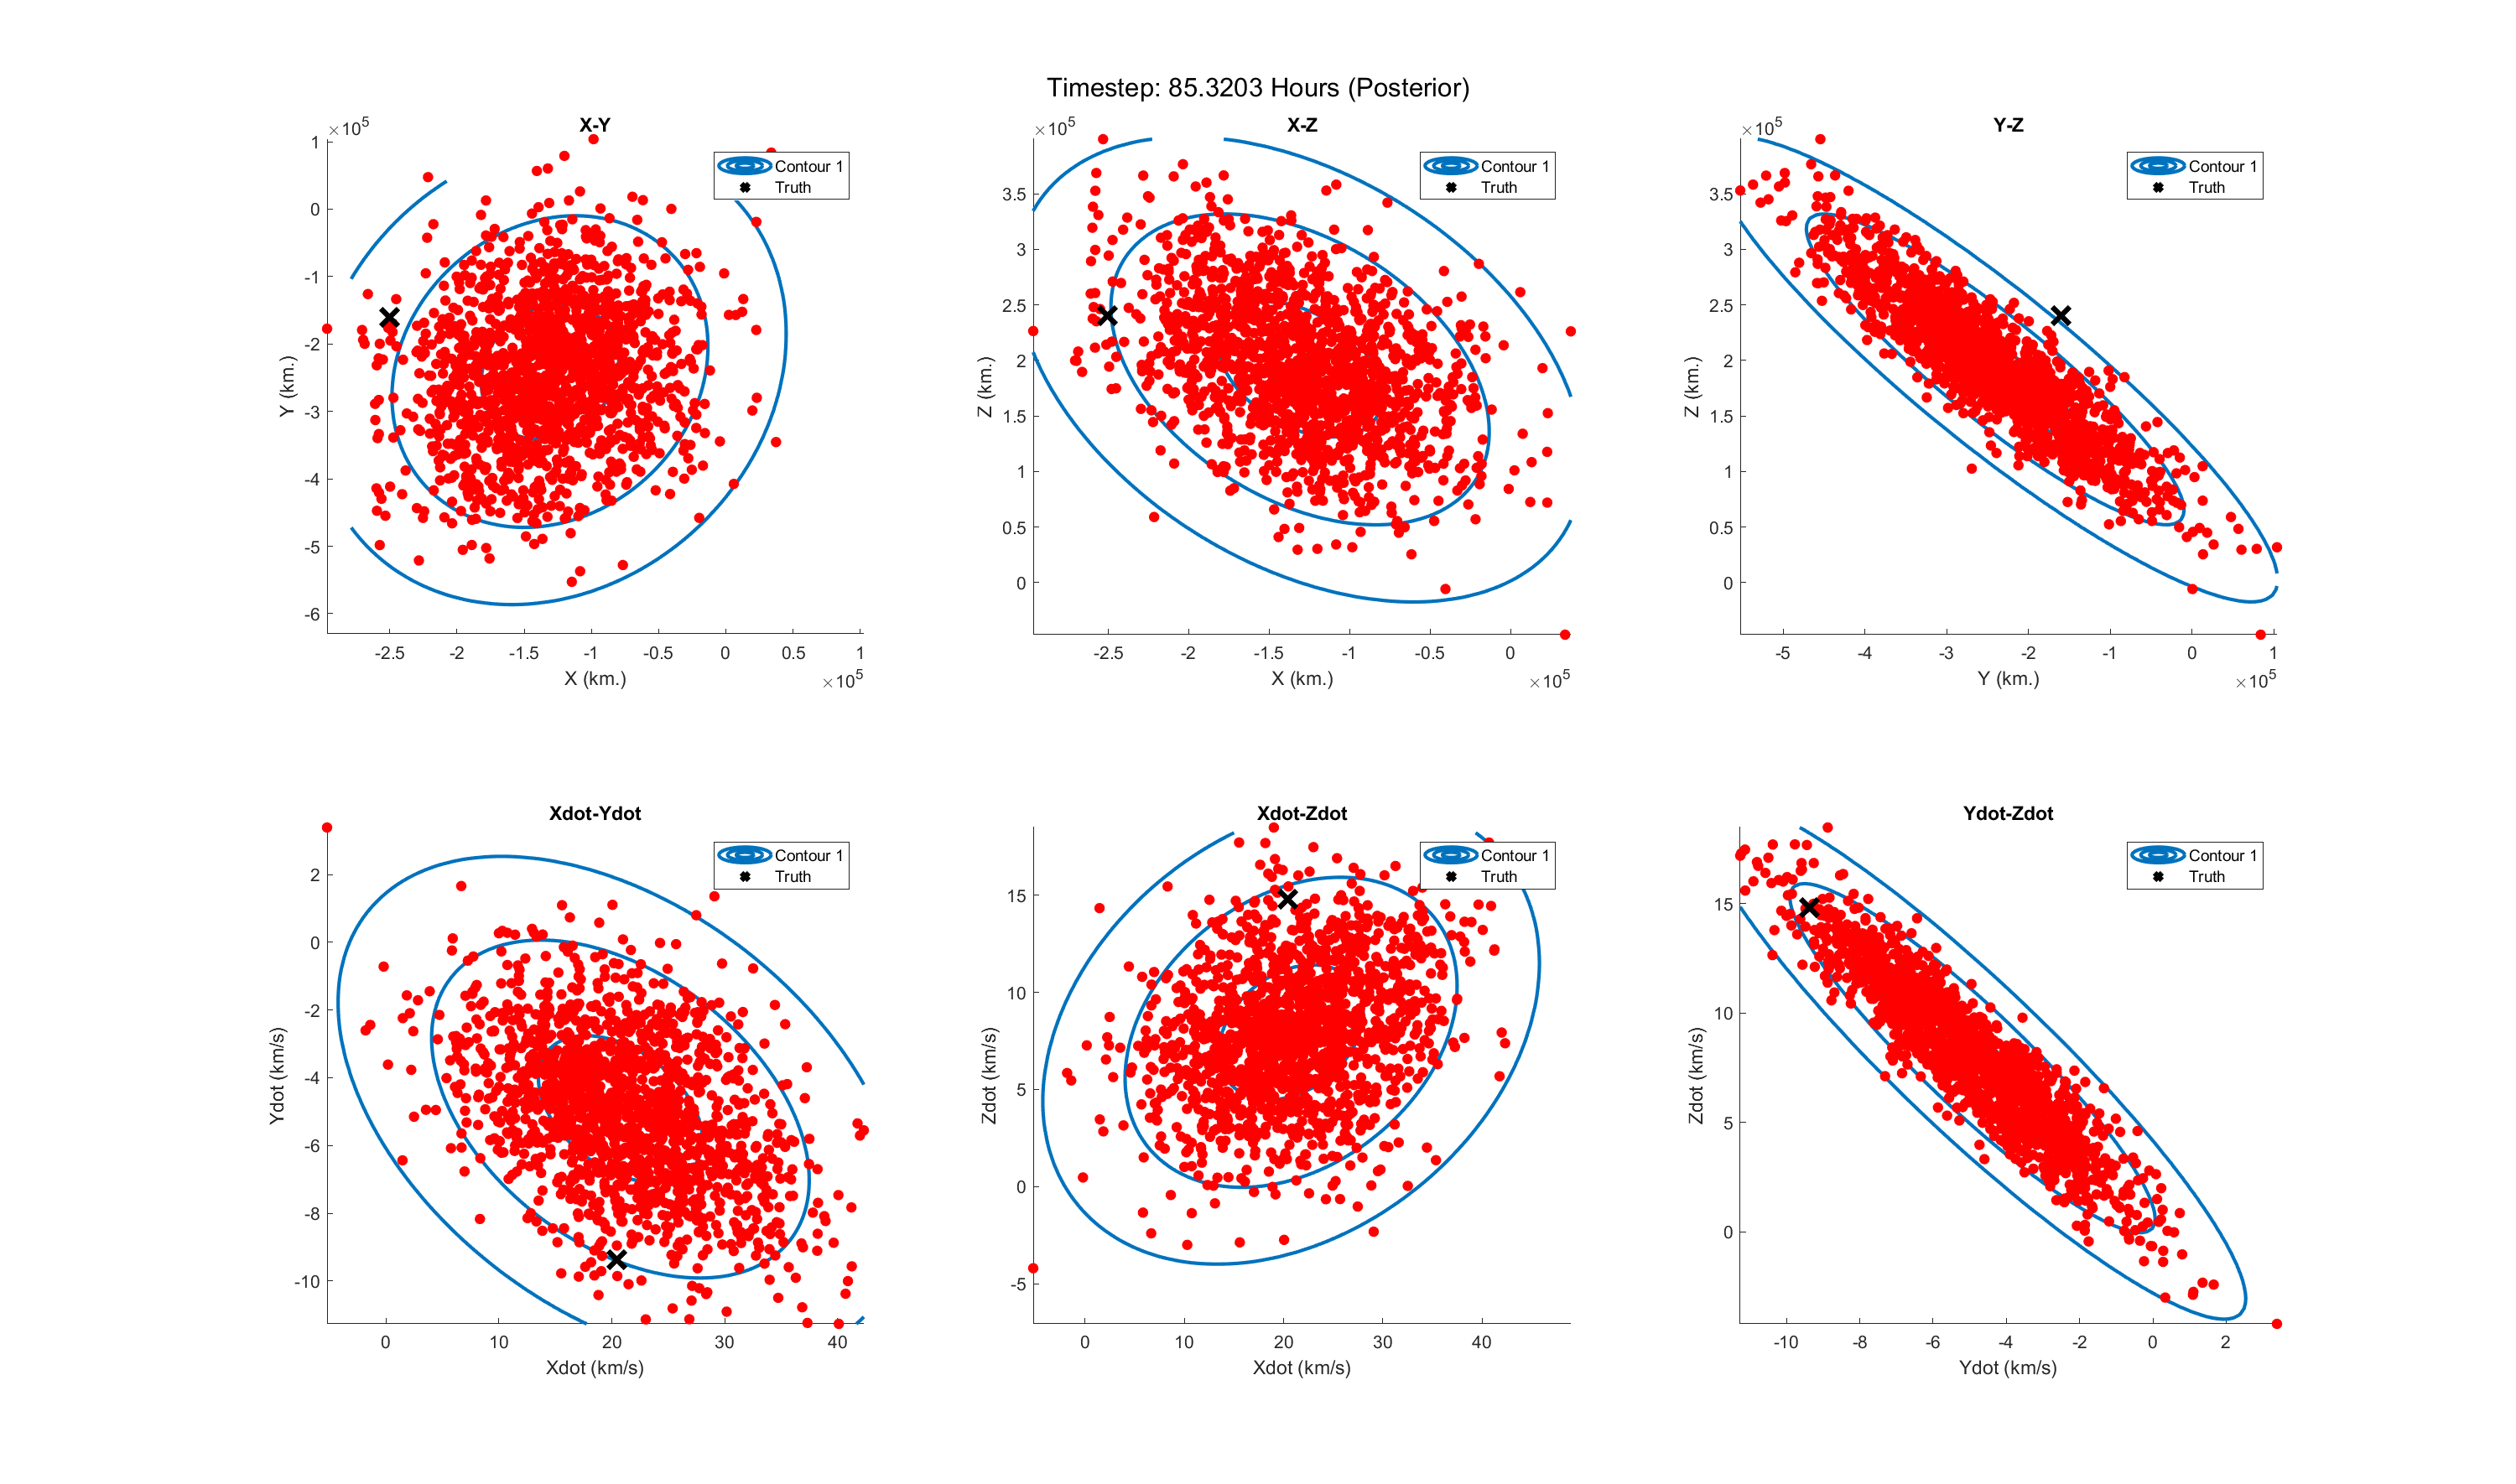 Timestep: 85.3203 Hours (Posterior)
X-Y
×10^5
1
0
-1
-2
-3
-4
-5
-6
Y (km.)
-2.5 -2 -1.5 -1 -0.5 0 0.5 1
X (km.)
×10^5
Contour 1
Truth
X-Z
×10^5
3.5
3
2.5
2
1.5
1
0.5
0
Z (km.)
-2.5 -2 -1.5 -1 -0.5 0
X (km.)
×10^5
Contour 1
Truth
Y-Z
×10^5
3.5
3
2.5
2
1.5
1
0.5
0
Z (km.)
-5 -4 -3 -2 -1 0 1
Y (km.)
×10^5
Contour 1
Truth
Xdot-Ydot
2
0
-2
-4
-6
-8
-10
Ydot (km/s)
0 10 20 30 40
Xdot (km/s)
Contour 1
Truth
Xdot-Zdot
15
10
5
0
-5
Zdot (km/s)
0 10 20 30 40
Xdot (km/s)
Contour 1
Truth
Ydot-Zdot
15
10
5
0
Zdot (km/s)
-10 -8 -6 -4 -2 0 2
Ydot (km/s)
Contour 1
Truth